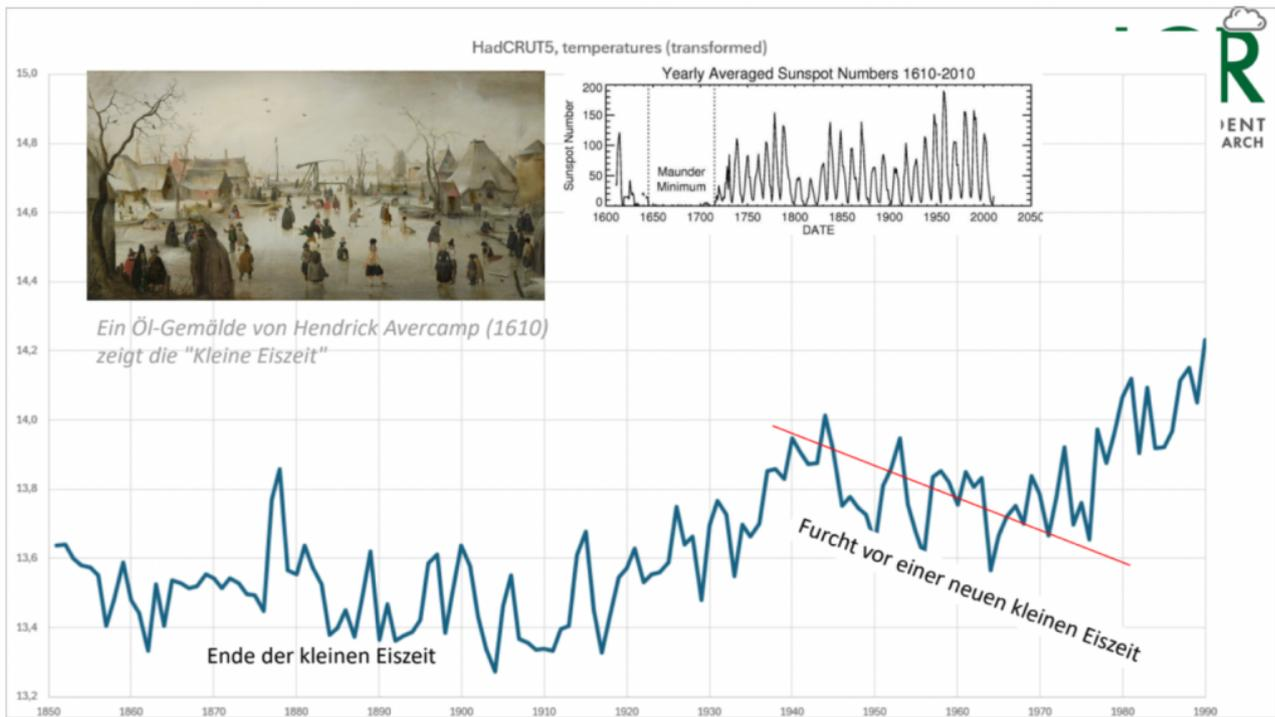 HadCRUT5, temperatures (transformed)
R
DENT
ARCH
15,0
14,8
14,6
14,4
14,2
14,0
13,8
13,6
13,4
13,2
Yearly Averaged Sunspot Numbers 1610-2010
Sunspot Number
200
150
100
50
0
Maunder
Minimum
1600 1650 1700 1750 1800 1850 1900 1950 2000 2050
DATE
Ein Öl-Gemälde von Hendrick Avercamp (1610)
zeigt die "Kleine Eiszeit"
Furcht vor einer neuen kleinen Eiszeit
Ende der kleinen Eiszeit
1850 1860 1870 1880 1890 1900 1910 1920 1930 1940 1950 1960 1970 1980 1990